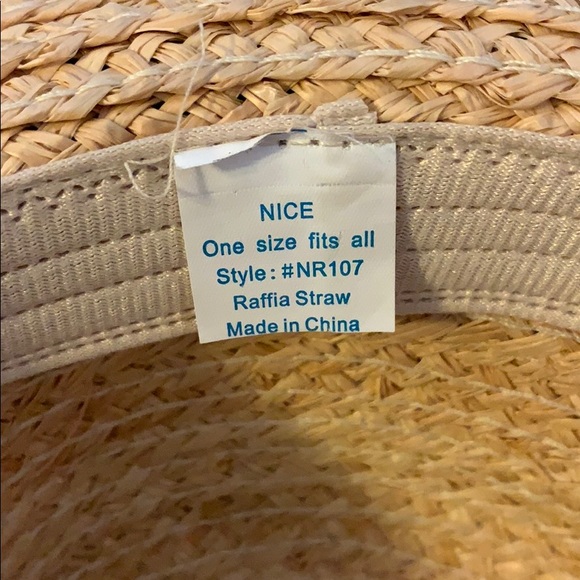 NICE
One size fits all
Style: #NR107
Raffia Straw
Made in China